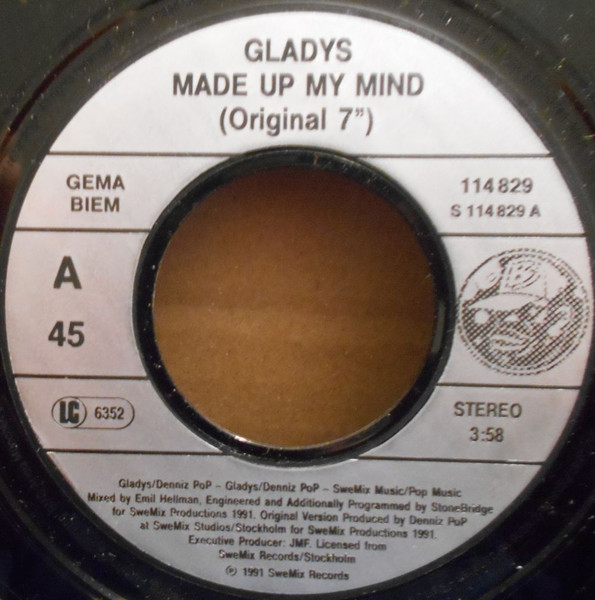 GLADYS
MADE UP MY MIND
(Original 7")
GEMA
BIEM
114 829
S 114 829 A
A
45
LC 6352
STEREO
3:58
Gladys/Denniz PoP – Gladys/Denniz PoP – SweMix Music/Pop Music
Mixed by Emil Hellman, Engineered and Additionally Programmed by StoneBridge
for SweMix Productions 1991. Original Version Produced by Denniz PoP
at SweMix Studios/Stockholm for SweMix Productions 1991.
Executive Producer: JMF. Licensed from
SweMix Records/Stockholm
℗ 1991 SweMix Records